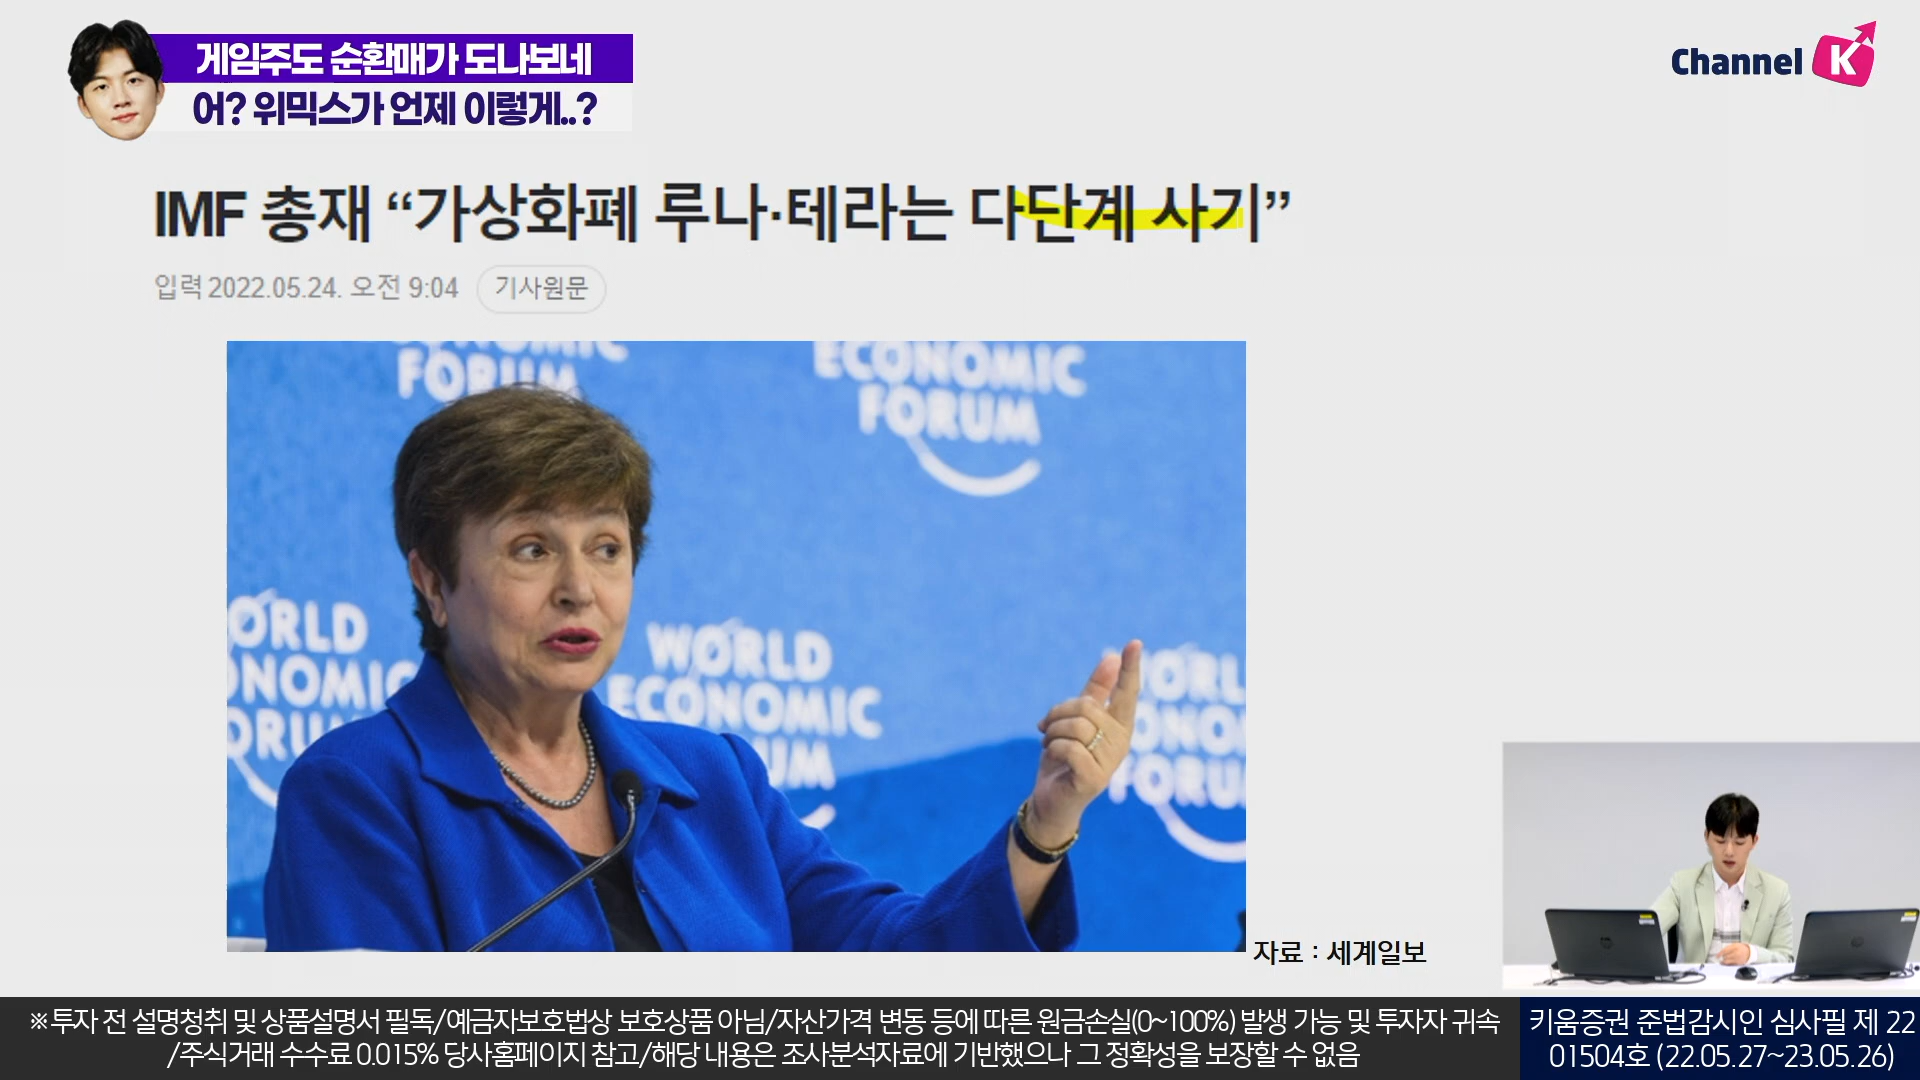 게임주도 순환매가 도나보네
어? 위믹스가 언제 이렇게..?
Channel K
IMF 총재 “가상화폐 루나·테라는 다단계 사기”
입력 2022.05.24. 오전 9:04 기사원문
ECONOMIC
FORUM
ECONOMIC
FORUM
WORLD
ECONOMIC
FORUM
WORLD
ECONOMIC
FORUM
WORLD
ECONOMIC
FORUM
자료 : 세계일보
※투자 전 설명청취 및 상품설명서 필독/예금자보호법상 보호상품 아님/자산가격 변동 등에 따른 원금손실(0~100%) 발생 가능 및 투자자 귀속
/주식거래 수수료 0.015% 당사홈페이지 참고/해당 내용은 조사분석자료에 기반했으나 그 정확성을 보장할 수 없음
키움증권 준법감시인 심사필 제 22
01504호 (22.05.27~23.05.26)